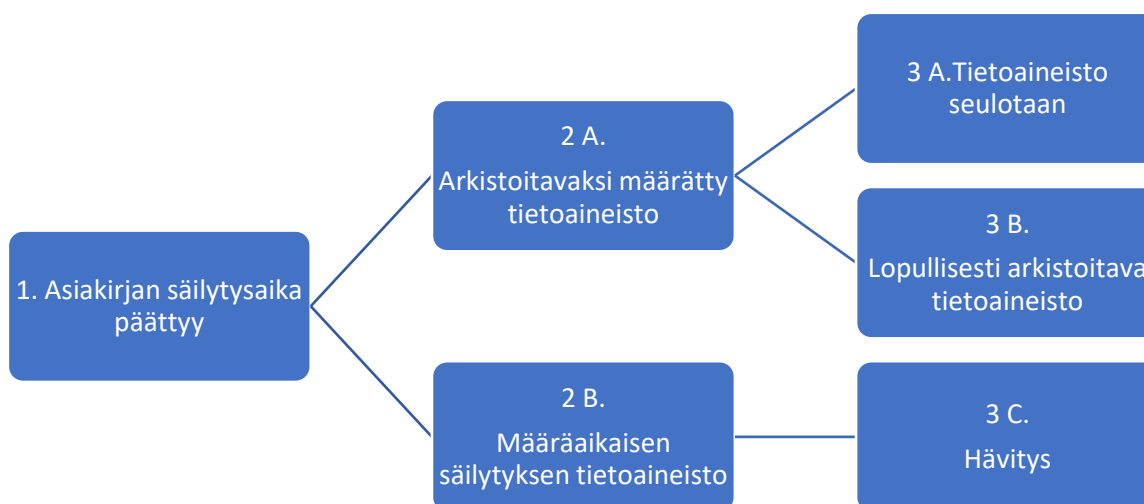 1. Asiakirjan säilytysaika
päättyy
2 A.
Arkistoitavaksi määrätty
tietoaineisto
2 B.
Määräaikaisen
säilytyksen tietoaineisto
3 A.Tietoaineisto
seulotaan
3 B.
Lopullisesti arkistoitava
tietoaineisto
3 C.
Hävitys